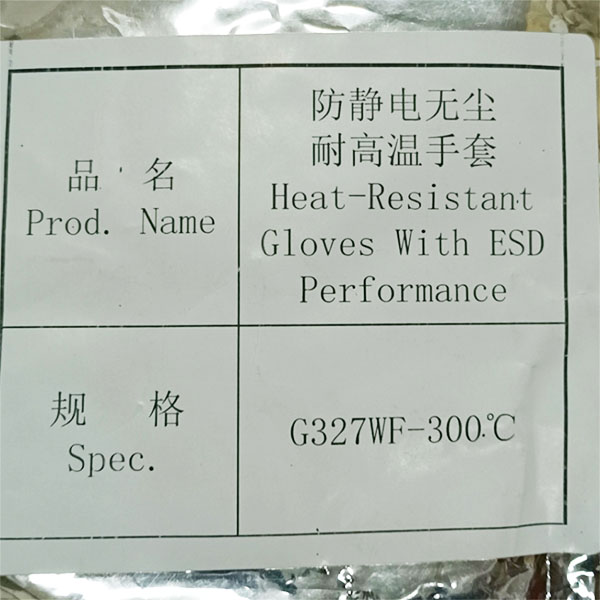 品 名
Prod. Name
防静电无尘
耐高温手套
Heat-Resistant
Gloves With ESD
Performance
规 格
Spec.
G327WF-300℃